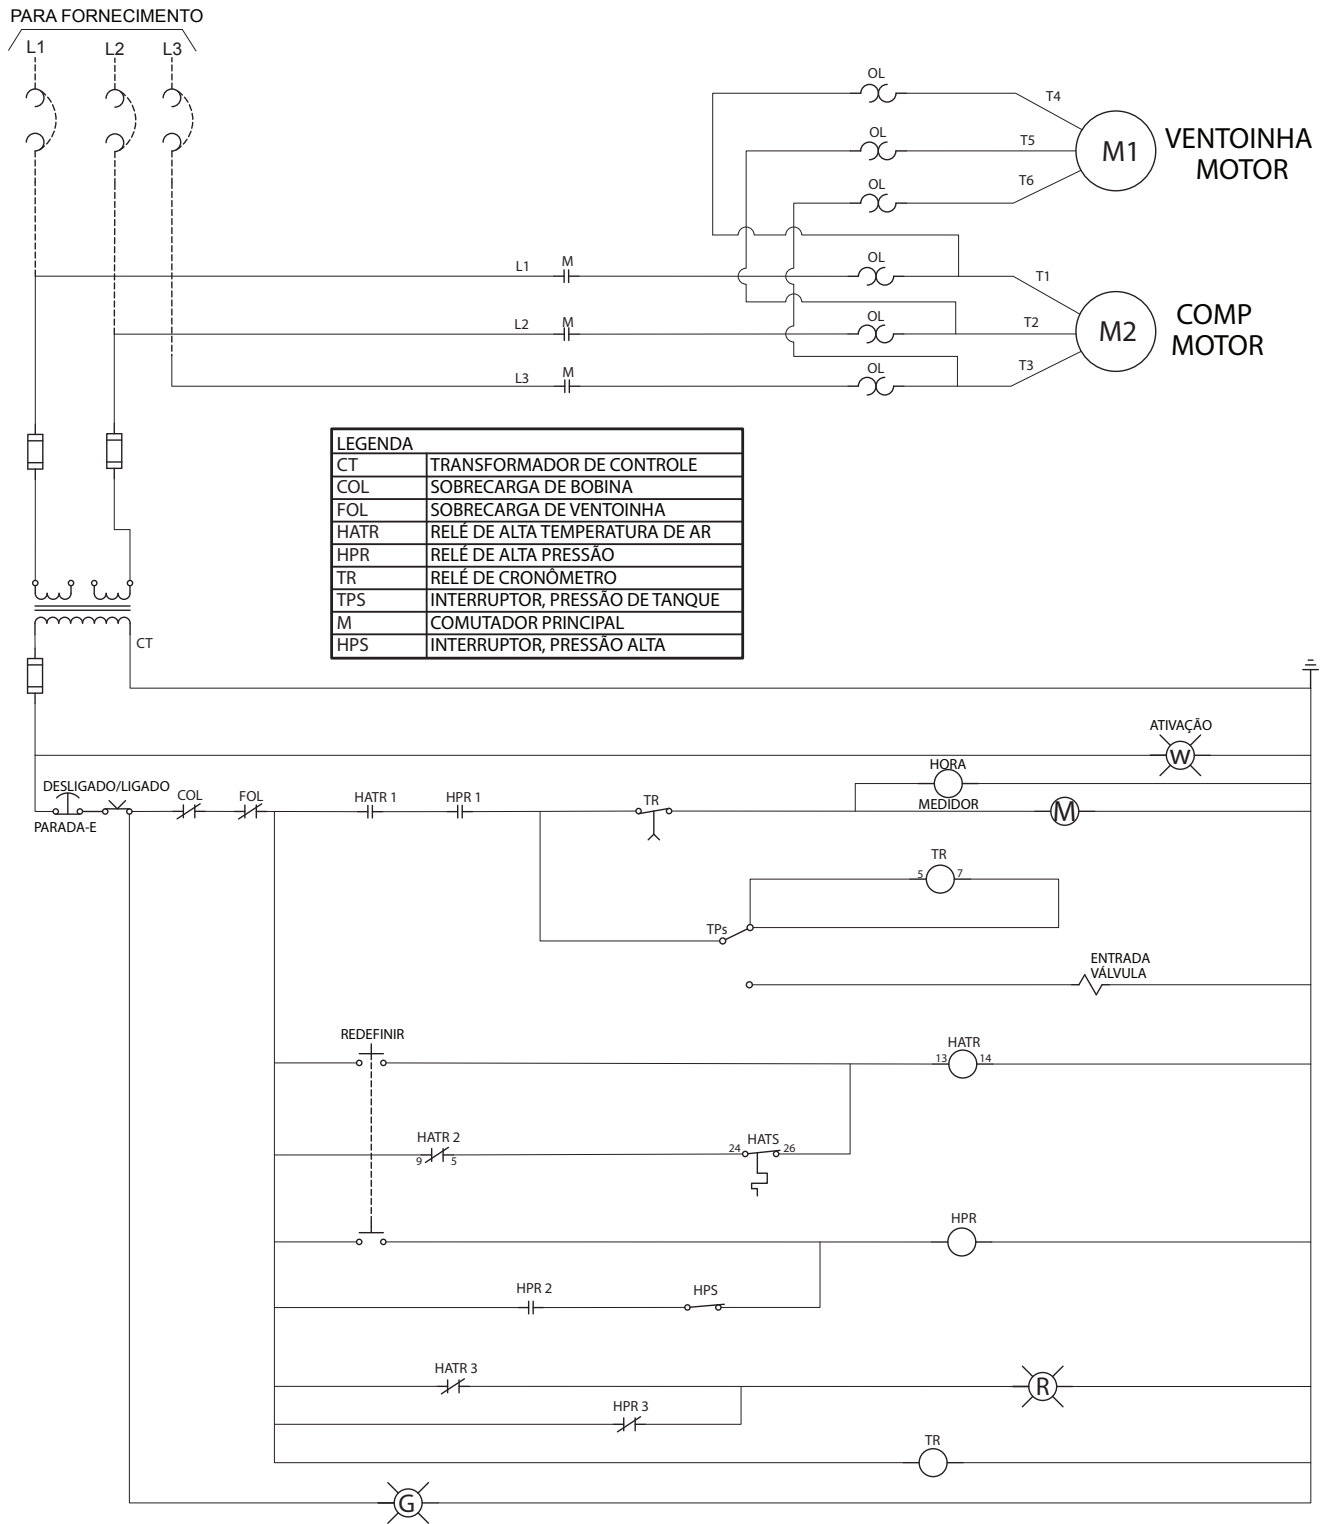 PARA FORNECIMENTO
L1 L2 L3
OL
T4
OL
T5
M1
VENTOINHA
MOTOR
OL
T6
L1 M OL T1
L2 M OL T2
M2
COMP
MOTOR
L3 M OL T3
LEGENDA
CT TRANSFORMADOR DE CONTROLE
COL SOBRECARGA DE BOBINA
FOL SOBRECARGA DE VENTOINHA
HATR RELÉ DE ALTA TEMPERATURA DE AR
HPR RELÉ DE ALTA PRESSÃO
TR RELÉ DE CRONÔMETRO
TPS INTERRUPTOR, PRESSÃO DE TANQUE
M COMUTADOR PRINCIPAL
HPS INTERRUPTOR, PRESSÃO ALTA
CT
ATIVAÇÃO
W
HORA
MEDIDOR
DESLIGADO/LIGADO
PARADA-E
COL FOL HATR 1 HPR 1 TR M
TR
5 7
TPs
ENTRADA
VÁLVULA
REDEFINIR
HATR
13 14
HATR 2
9 5
HATS
24 26
HPR
HPR 2 HPS
HATR 3
R
HPR 3
TR
G